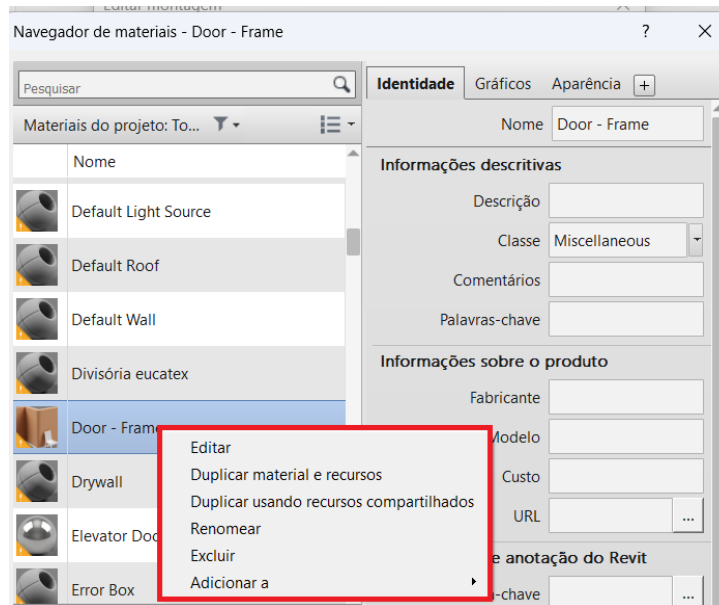 Editar montagem
Navegador de materiais - Door - Frame
?
Pesquisar
Materiais do projeto: To...
Nome
Default Light Source
Default Roof
Default Wall
Divisória eucatex
Door - Frame
Drywall
Elevator Doo
Error Box
Editar
Duplicar material e recursos
Duplicar usando recursos compartilhados
Renomear
Excluir
Adicionar a
Identidade Gráficos Aparência +
Nome Door - Frame
Informações descritivas
Descrição
Classe Miscellaneous
Comentários
Palavras-chave
Informações sobre o produto
Fabricante
Modelo
Custo
URL ...
e anotação do Revit
-chave ...